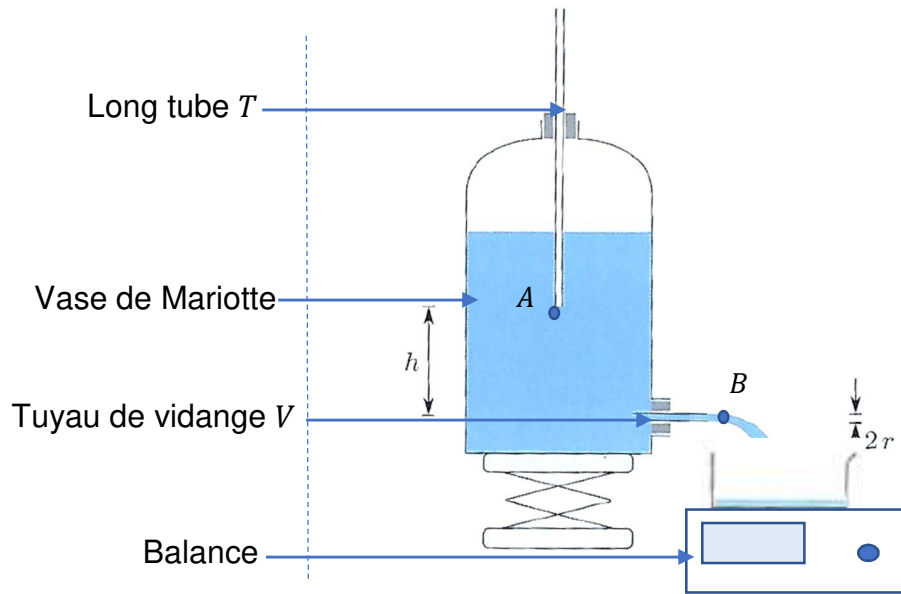 Long tube T
A
Vase de Mariotte
h
B
Tuyau de vidange V
2 r
Balance